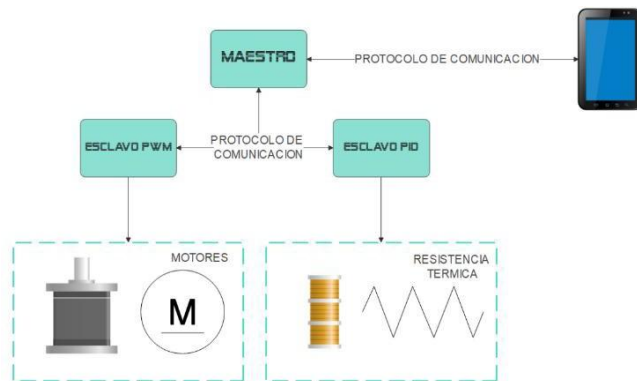 MAESTRO
PROTOCOLO DE COMUNICACION
ESCLAVO PWM
PROTOCOLO DE
COMUNICACION
ESCLAVO PID
MOTORES
M
RESISTENCIA
TERMICA